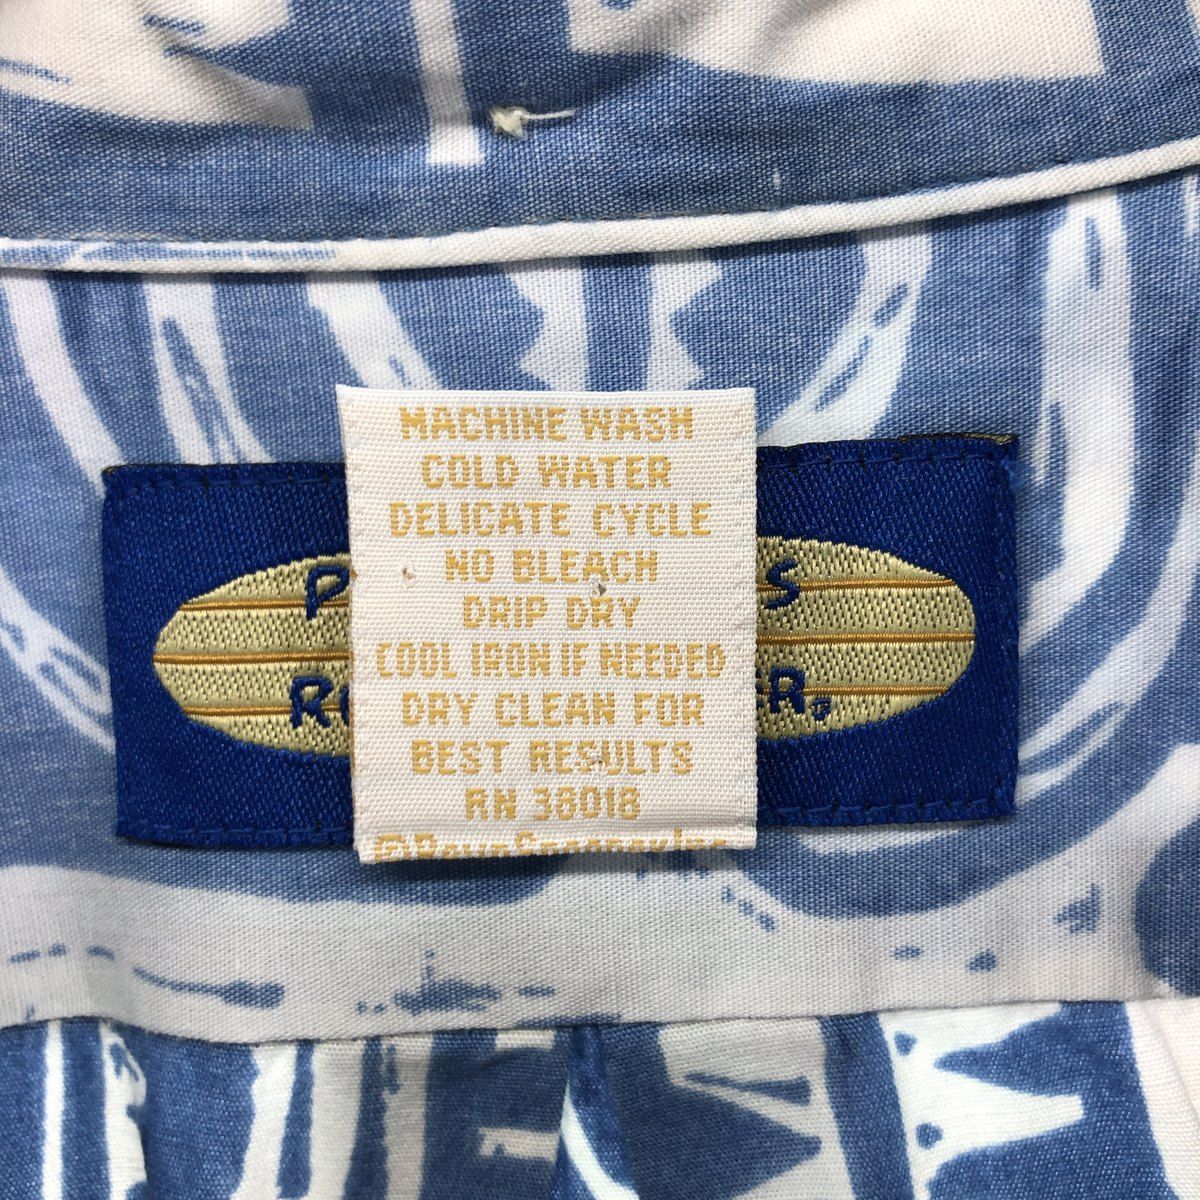 MACHINE WASH
COLD WATER
DELICATE CYCLE
NO BLEACH
DRIP DRY
COOL IRON IF NEEDED
DRY CLEAN FOR
BEST RESULTS
RN 38018